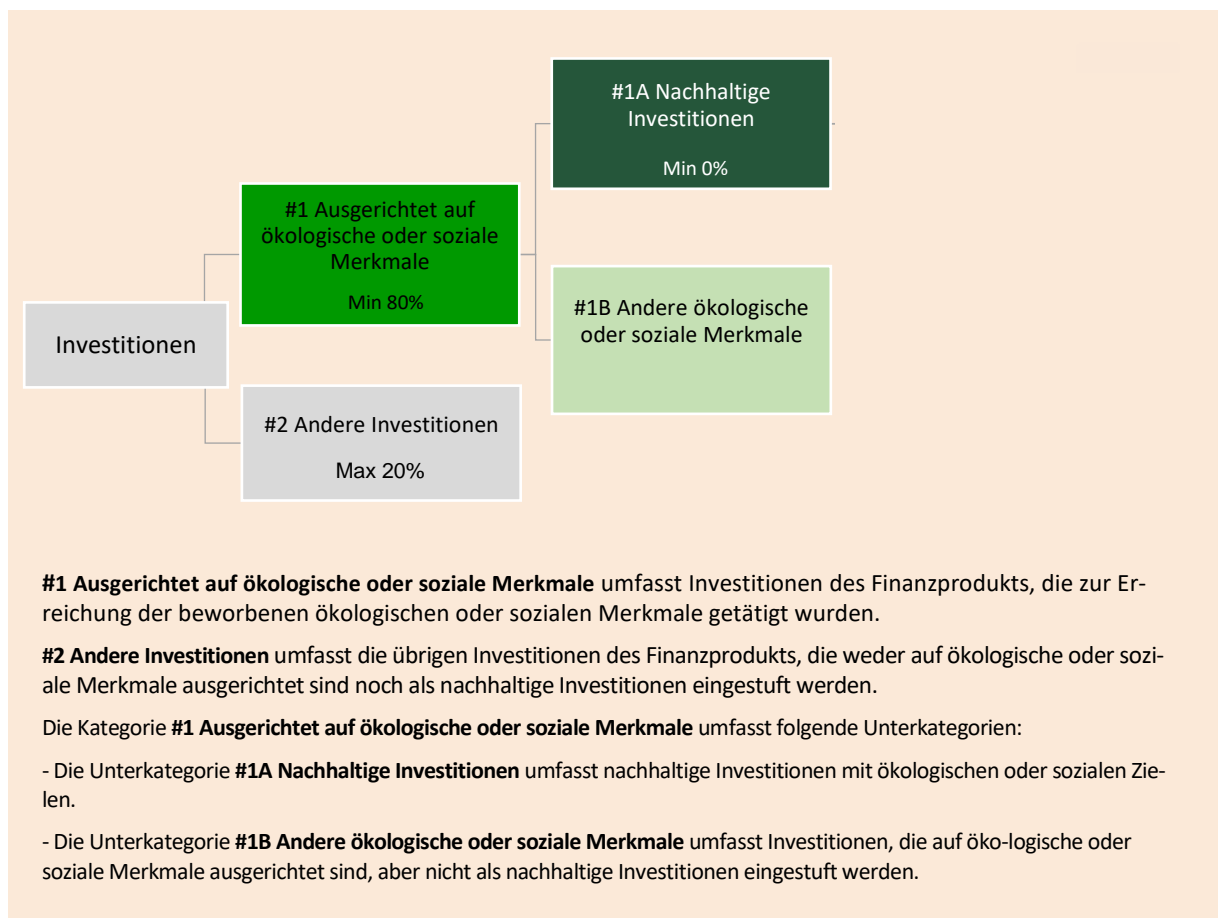 #1A Nachhaltige
Investitionen
Min 0%
#1 Ausgerichtet auf
ökologische oder soziale
Merkmale
Min 80%
#1B Andere ökologische
oder soziale Merkmale
Investitionen
#2 Andere Investitionen
Max 20%
#1 Ausgerichtet auf ökologische oder soziale Merkmale umfasst Investitionen des Finanzprodukts, die zur Er-
reichung der beworbenen ökologischen oder sozialen Merkmale getätigt wurden.
#2 Andere Investitionen umfasst die übrigen Investitionen des Finanzprodukts, die weder auf ökologische oder sozi-
ale Merkmale ausgerichtet sind noch als nachhaltige Investitionen eingestuft werden.
Die Kategorie #1 Ausgerichtet auf ökologische oder soziale Merkmale umfasst folgende Unterkategorien:
- Die Unterkategorie #1A Nachhaltige Investitionen umfasst nachhaltige Investitionen mit ökologischen oder sozialen Zie-
len.
- Die Unterkategorie #1B Andere ökologische oder soziale Merkmale umfasst Investitionen, die auf öko-logische oder
soziale Merkmale ausgerichtet sind, aber nicht als nachhaltige Investitionen eingestuft werden.